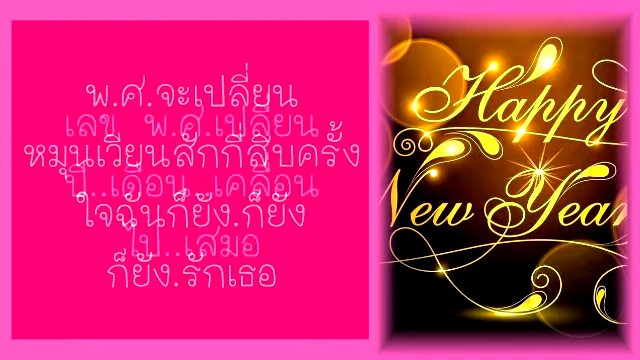 พ.ศ.จะเปลี่ยน
เลข พ.ศ.เปลี่ยน
หมุนเวียนสักกี่สิบครั้ง
ปี..เดือน..เคลื่อน
ใจฉันก็ยัง.ก็ยัง
ไป..เสมอ
ก็ยัง.รักเธอ
Happy
New Year